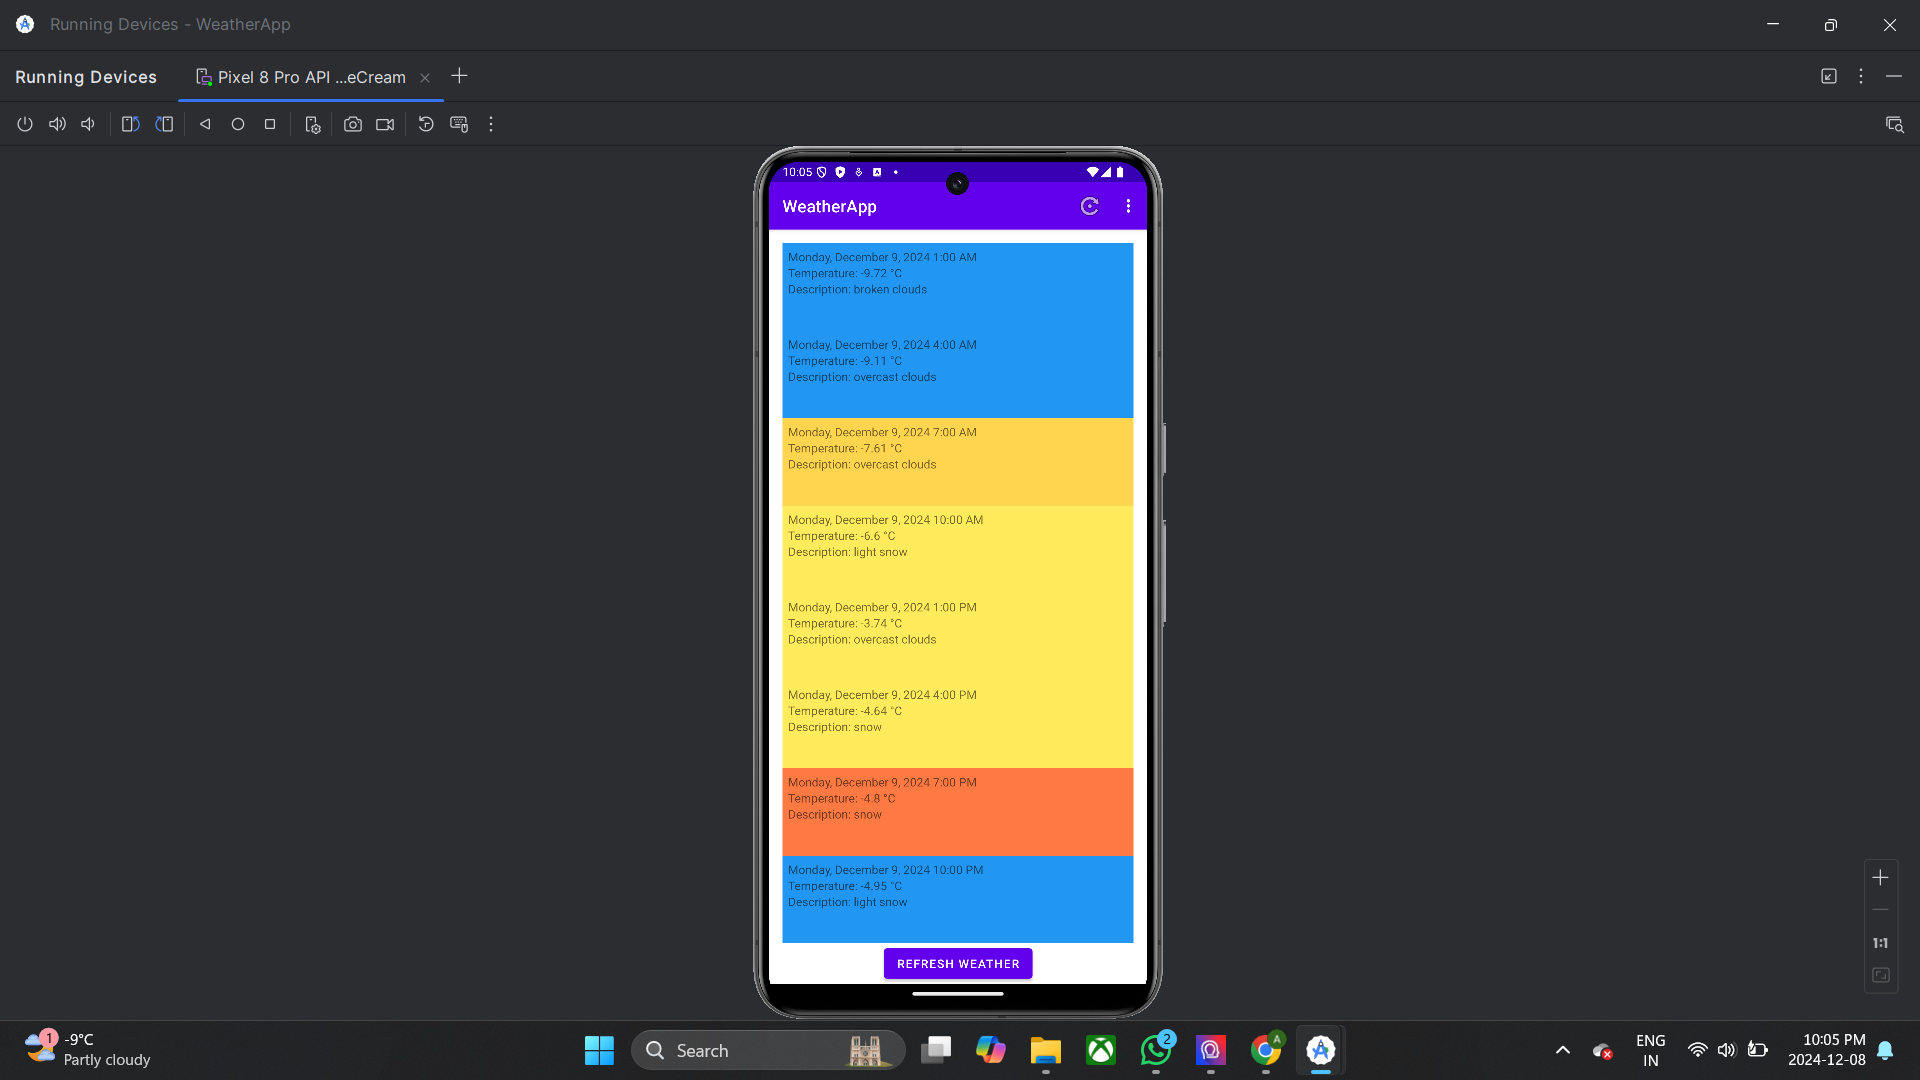 Running Devices - WeatherApp
Running Devices
Pixel 8 Pro API ...eCream
10:05
WeatherApp
Monday, December 9, 2024 1:00 AM
Temperature: -9.72 °C
Description: broken clouds
Monday, December 9, 2024 4:00 AM
Temperature: -9.11 °C
Description: overcast clouds
Monday, December 9, 2024 7:00 AM
Temperature: -7.61 °C
Description: overcast clouds
Monday, December 9, 2024 10:00 AM
Temperature: -6.6 °C
Description: light snow
Monday, December 9, 2024 1:00 PM
Temperature: -3.74 °C
Description: overcast clouds
Monday, December 9, 2024 4:00 PM
Temperature: -4.64 °C
Description: snow
Monday, December 9, 2024 7:00 PM
Temperature: -4.8 °C
Description: snow
Monday, December 9, 2024 10:00 PM
Temperature: -4.95 °C
Description: light snow
REFRESH WEATHER
1:1
1
-9°C
Partly cloudy
Search
2
A
ENG
IN
10:05 PM
2024-12-08